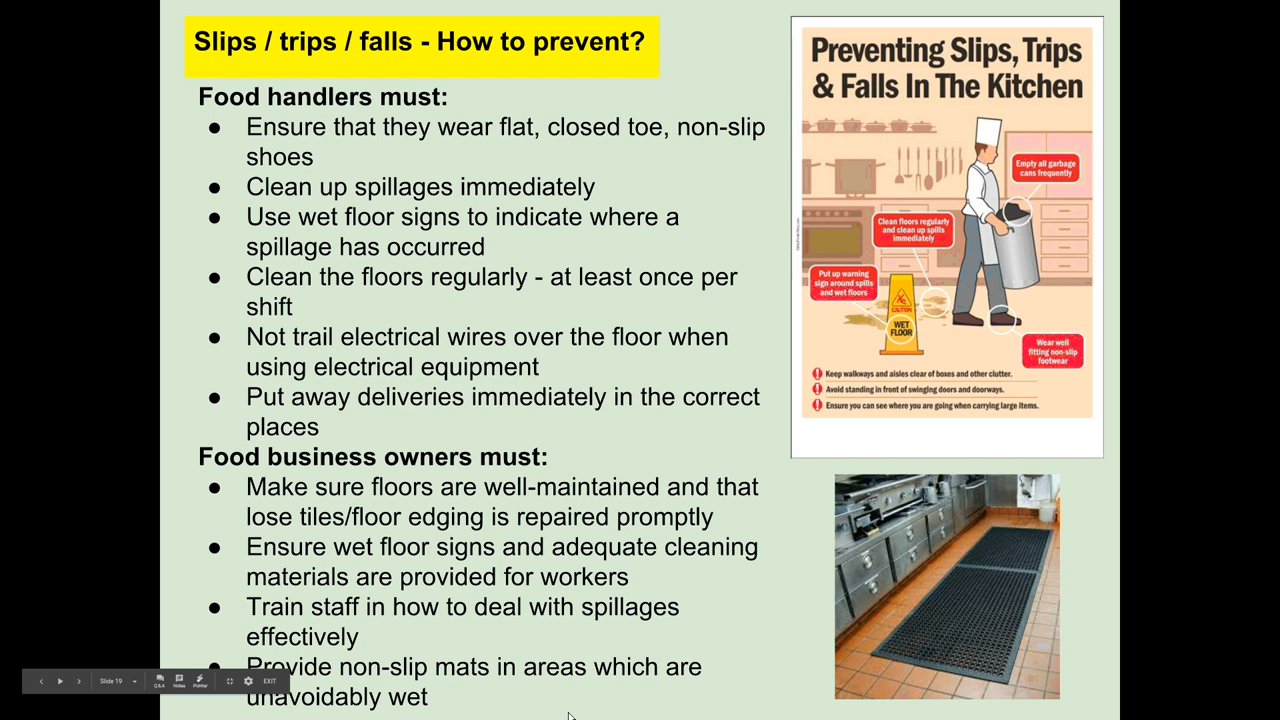 Slips / trips / falls - How to prevent?
Food handlers must:
● Ensure that they wear flat, closed toe, non-slip
shoes
● Clean up spillages immediately
● Use wet floor signs to indicate where a
spillage has occurred
● Clean the floors regularly - at least once per
shift
● Not trail electrical wires over the floor when
using electrical equipment
● Put away deliveries immediately in the correct
places
Food business owners must:
● Make sure floors are well-maintained and that
lose tiles/floor edging is repaired promptly
● Ensure wet floor signs and adequate cleaning
materials are provided for workers
● Train staff in how to deal with spillages
effectively
● Provide non-slip mats in areas which are
unavoidably wet
Preventing Slips, Trips
& Falls In The Kitchen
Empty all garbage
cans frequently
Clean floors regularly
and clean up spills
immediately
Put up warning
sign around spills
and wet floors
CAUTION
WET
FLOOR
Wear well
fitting non-slip
footwear
Keep walkways and aisles clear of boxes and other clutter.
Avoid standing in front of swinging doors and doorways.
Ensure you can see where you are going when carrying large items.
Slide 19
Q&A
Notes
Pointer
EXIT